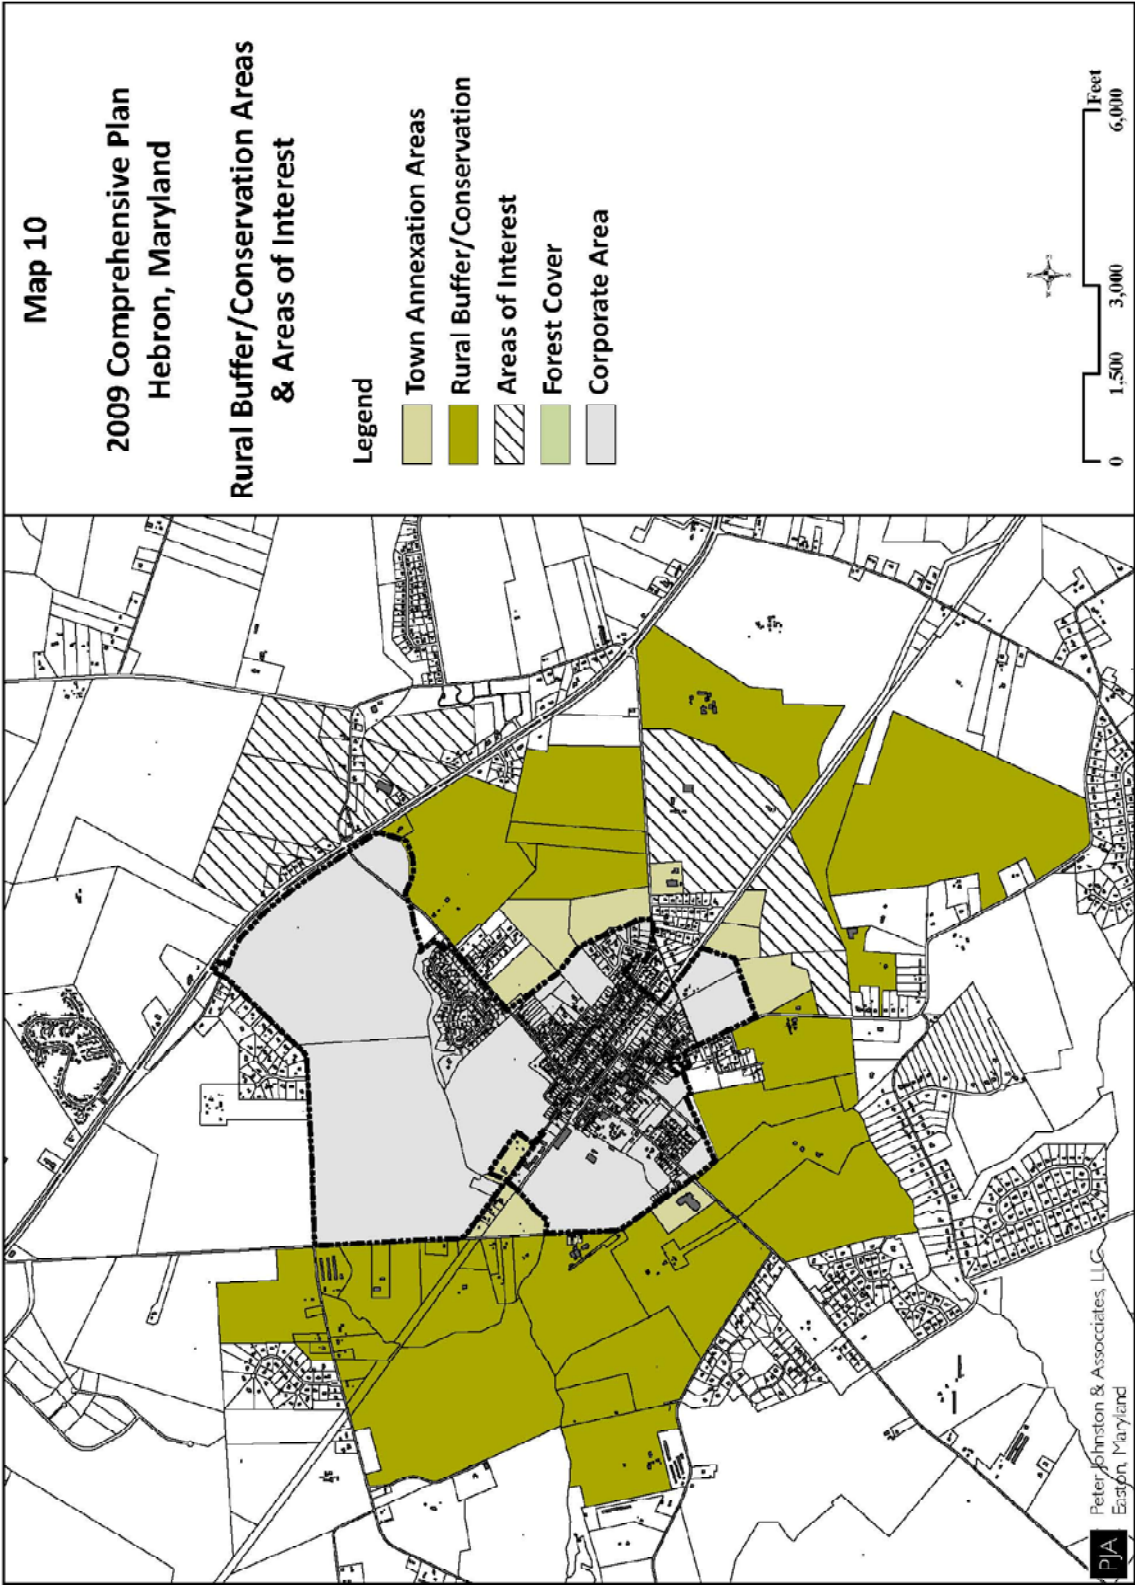 Map 10
2009 Comprehensive Plan
Hebron, Maryland
Rural Buffer/Conservation Areas
& Areas of Interest
Legend
Town Annexation Areas
Rural Buffer/Conservation
Areas of Interest
Forest Cover
Corporate Area
0 1,500 3,000 6,000
Feet
PJA
Peter Johnston & Associates, LLC
Easton, Maryland